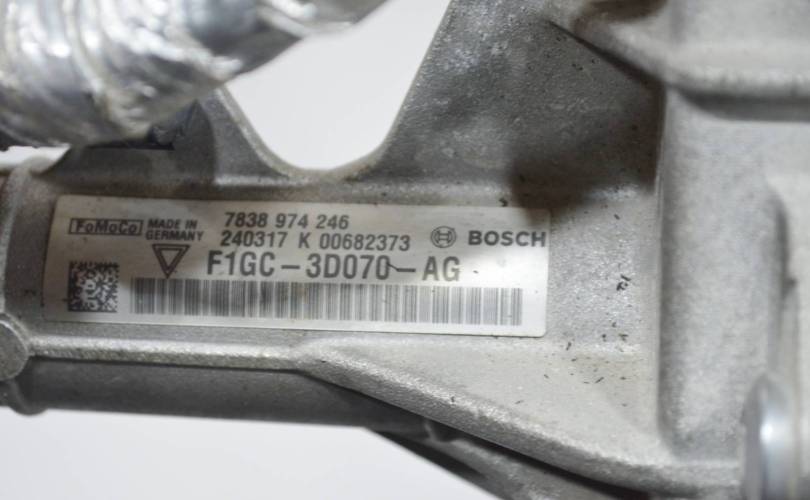 FoMoCo MADE IN GERMANY
7838 974 246
240317 K 00682373
BOSCH
F1GC-3D070-AG